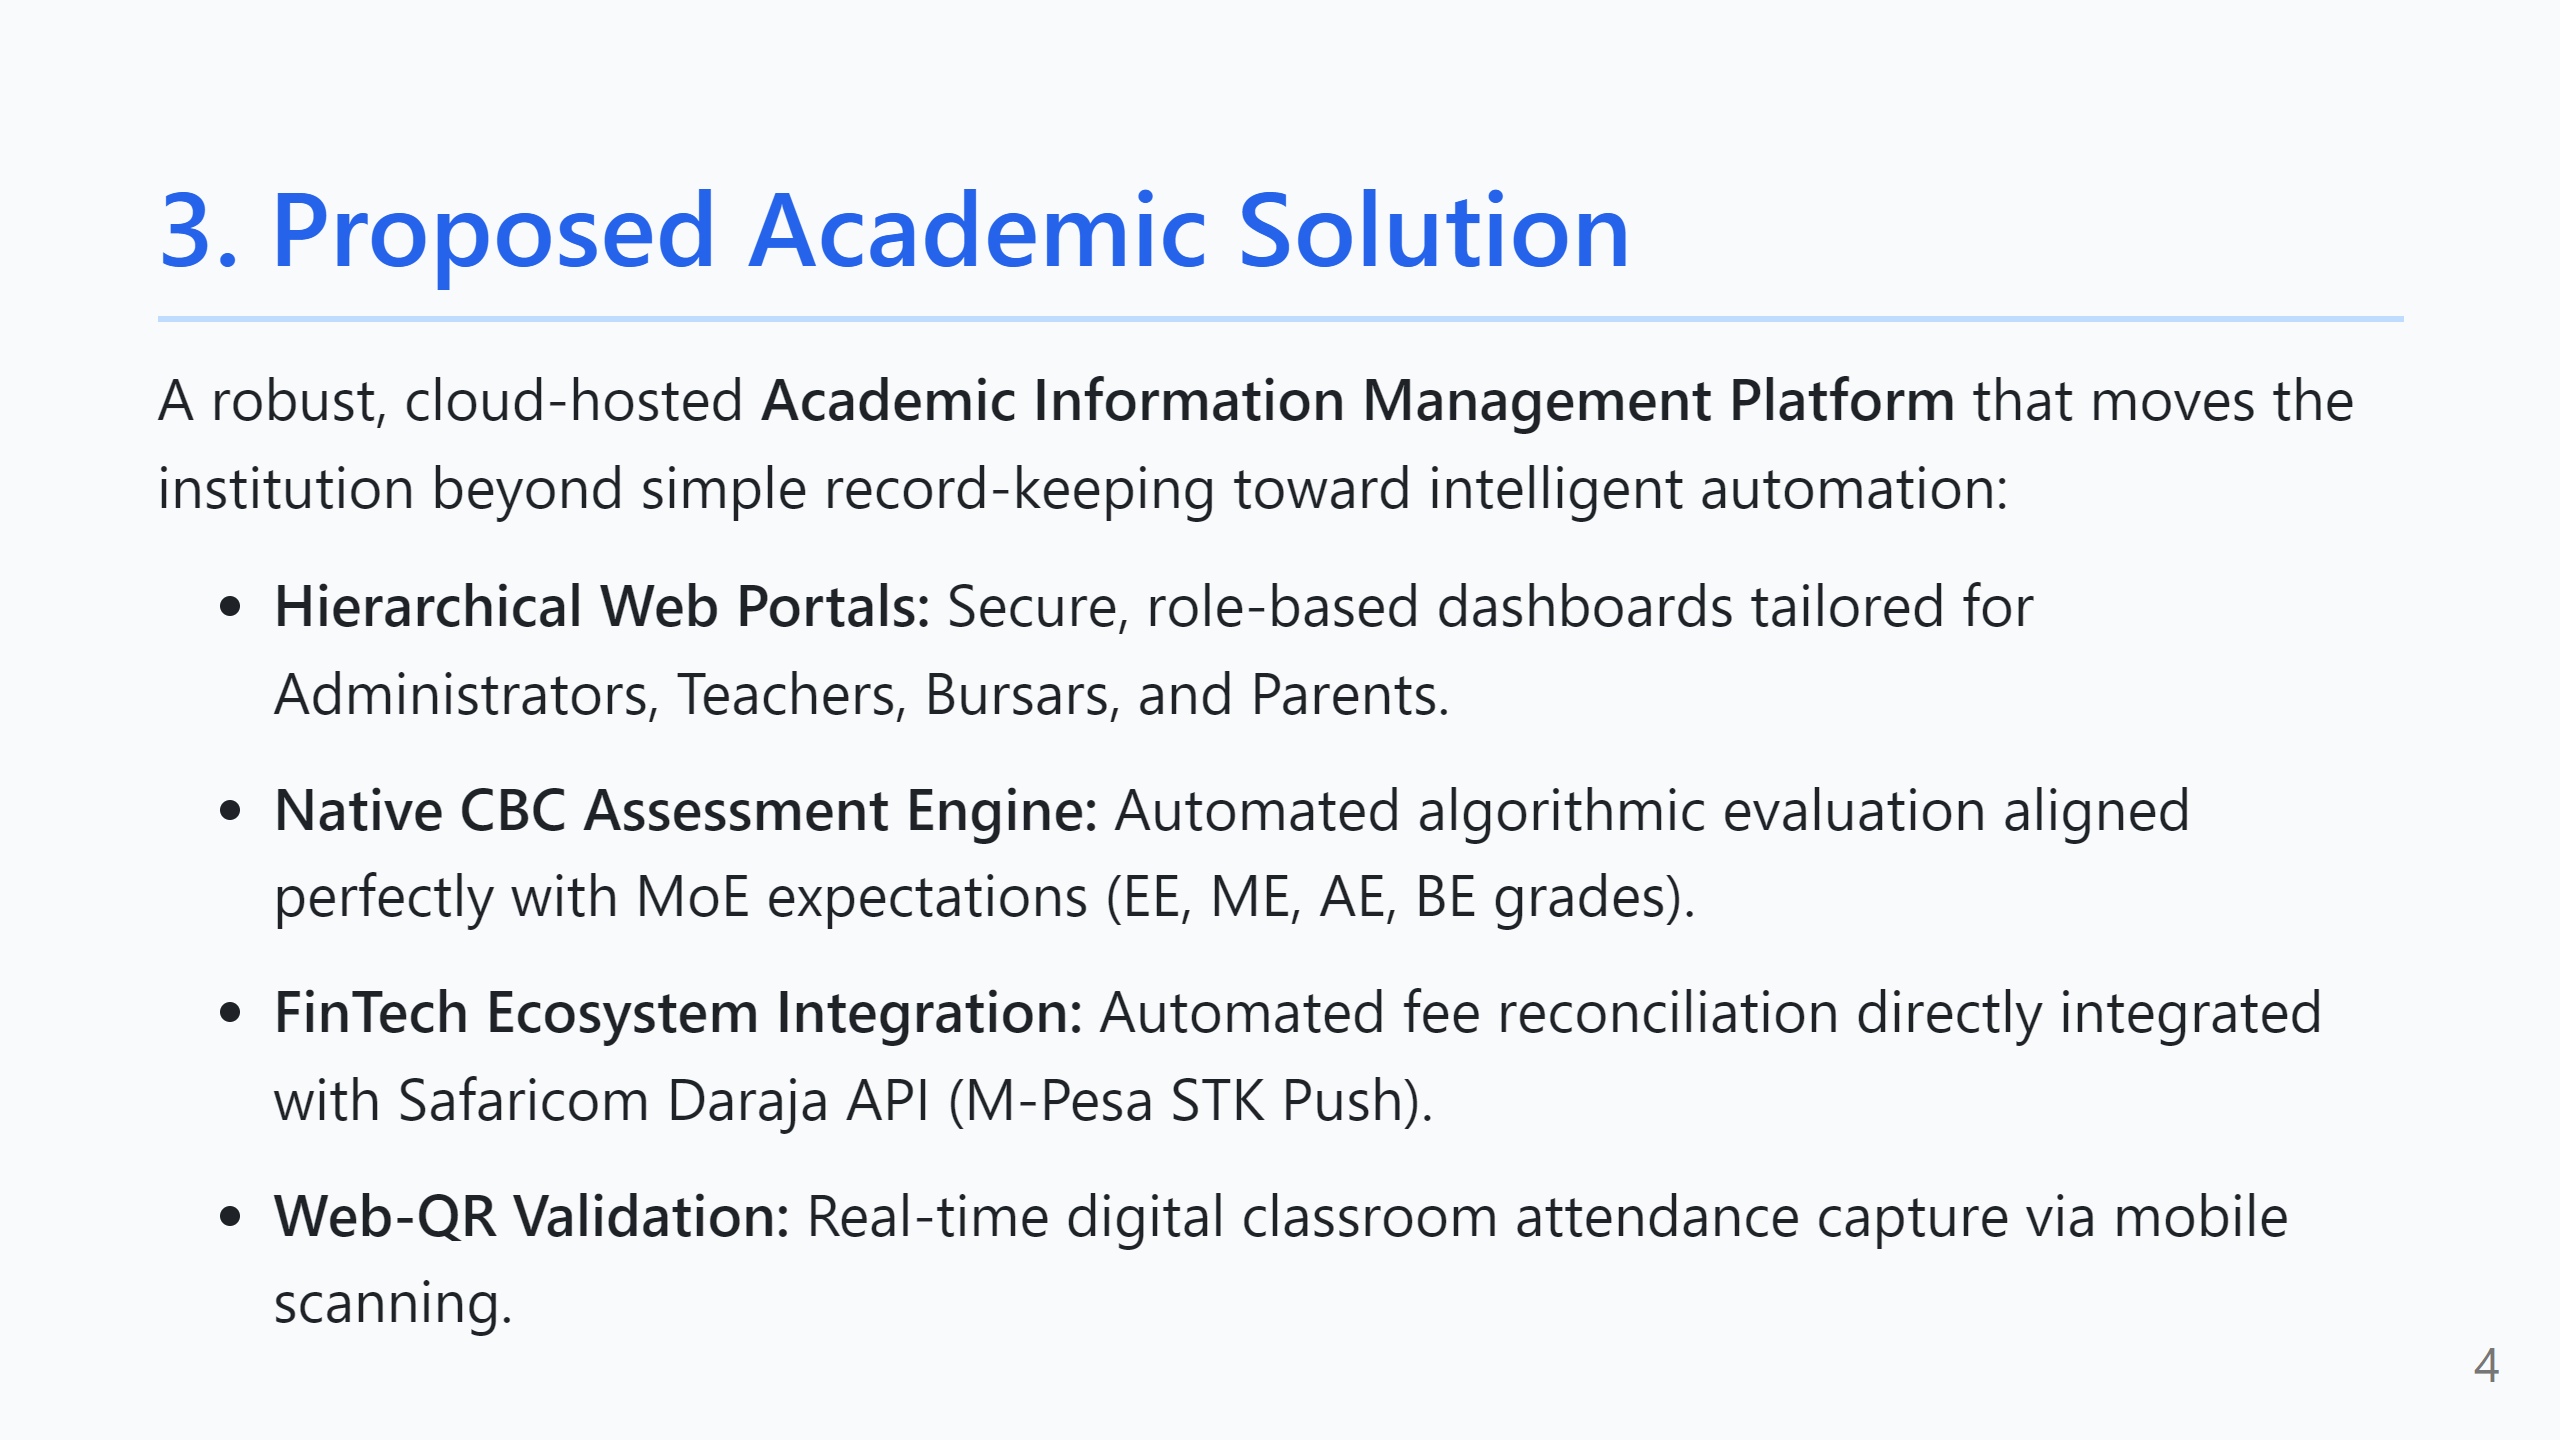 3. Proposed Academic Solution
A robust, cloud-hosted Academic Information Management Platform that moves the
institution beyond simple record-keeping toward intelligent automation:
• Hierarchical Web Portals: Secure, role-based dashboards tailored for
Administrators, Teachers, Bursars, and Parents.
• Native CBC Assessment Engine: Automated algorithmic evaluation aligned
perfectly with MoE expectations (EE, ME, AE, BE grades).
• FinTech Ecosystem Integration: Automated fee reconciliation directly integrated
with Safaricom Daraja API (M-Pesa STK Push).
• Web-QR Validation: Real-time digital classroom attendance capture via mobile
scanning.
4